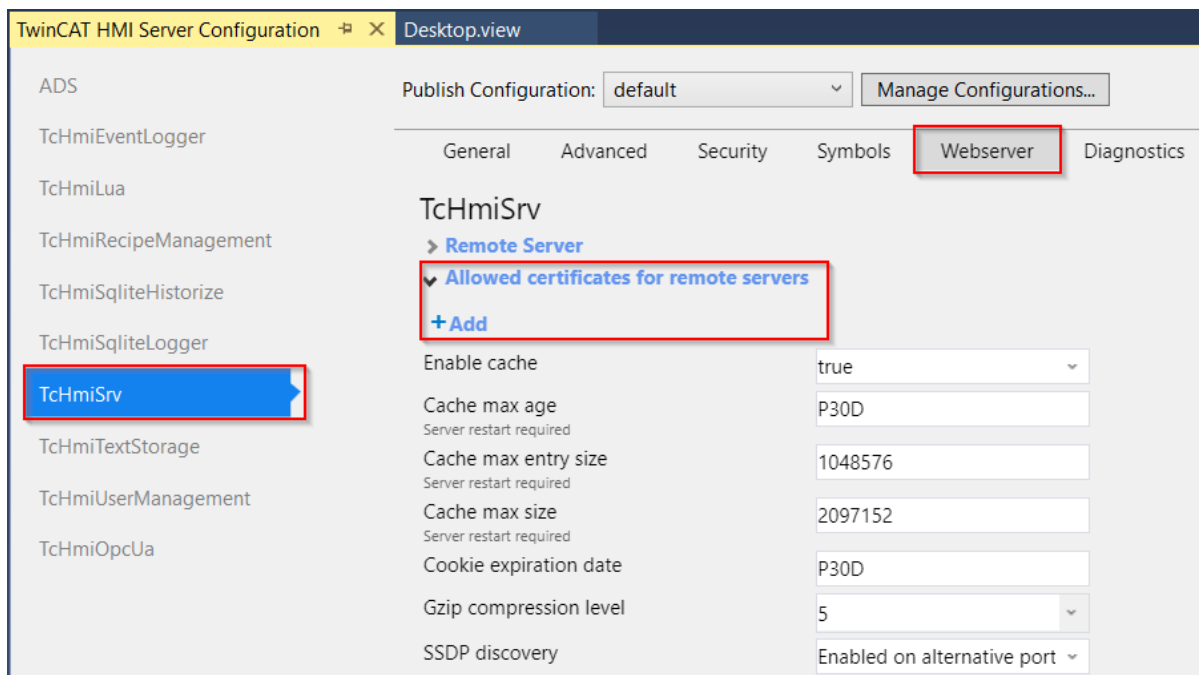 TwinCAT HMI Server Configuration
Desktop.view
ADS
TcHmiEventLogger
TcHmiLua
TcHmiRecipeManagement
TcHmiSqliteHistorize
TcHmiSqliteLogger
TcHmiSrv
TcHmiTextStorage
TcHmiUserManagement
TcHmiOpcUa
Publish Configuration: default Manage Configurations...
General Advanced Security Symbols Webserver Diagnostics
TcHmiSrv
Remote Server
Allowed certificates for remote servers
+ Add
Enable cache true
Cache max age P30D
Server restart required
Cache max entry size 1048576
Server restart required
Cache max size 2097152
Server restart required
Cookie expiration date P30D
Gzip compression level 5
SSDP discovery Enabled on alternative port